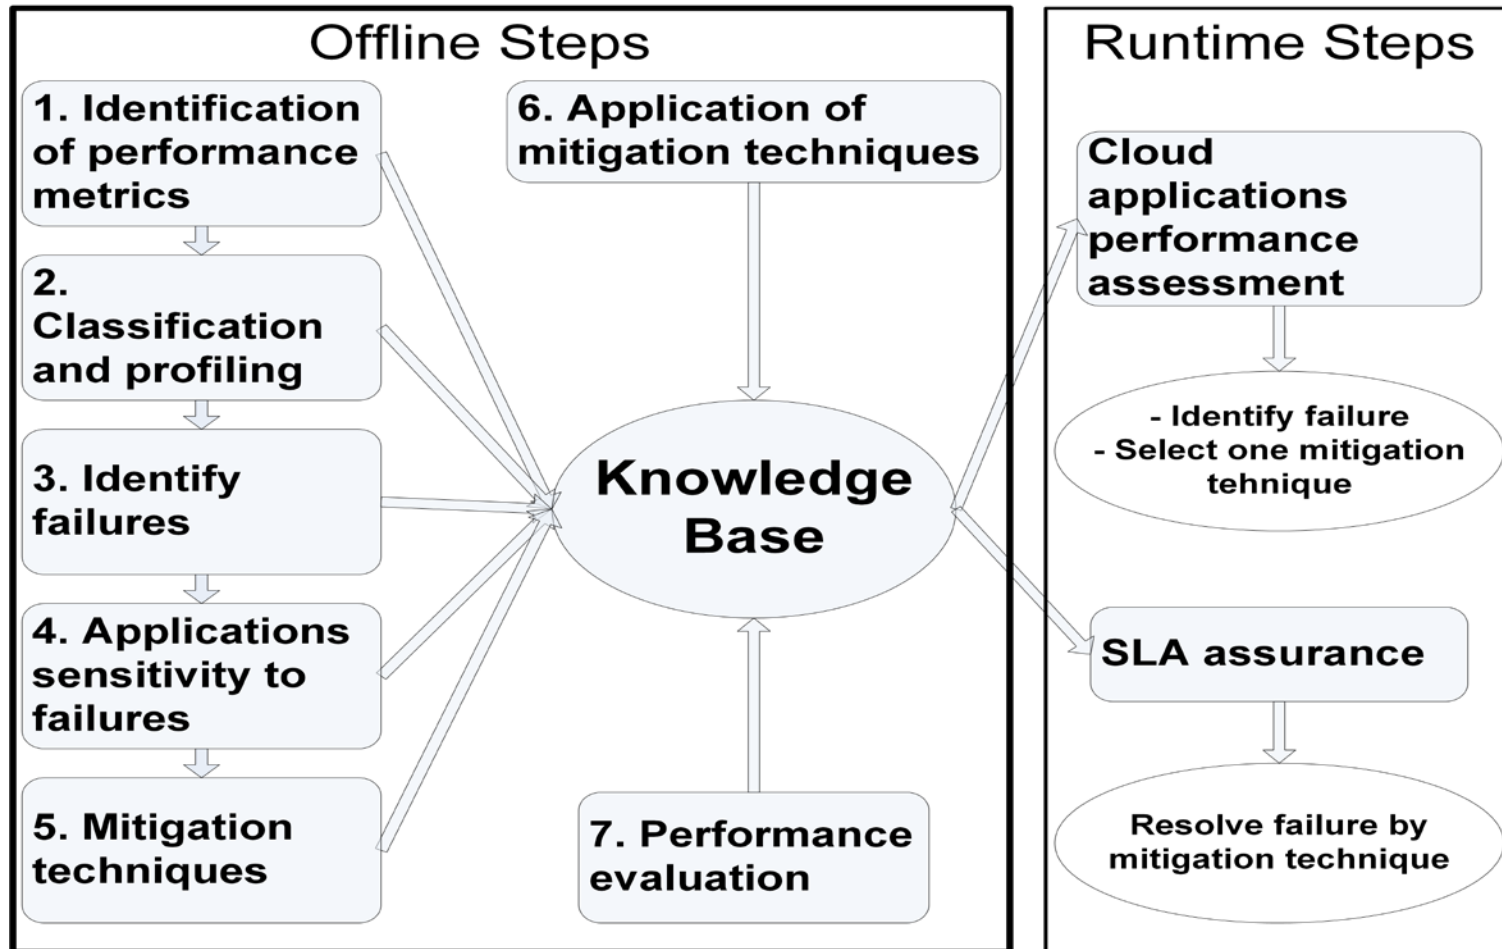 Offline Steps
1. Identification
of performance
metrics
2.
Classification
and profiling
3. Identify
failures
4. Applications
sensitivity to
failures
5. Mitigation
techniques
6. Application of
mitigation techniques
Knowledge
Base
7. Performance
evaluation
Runtime Steps
Cloud
applications
performance
assessment
- Identify failure
- Select one mitigation
tehnique
SLA assurance
Resolve failure by
mitigation technique